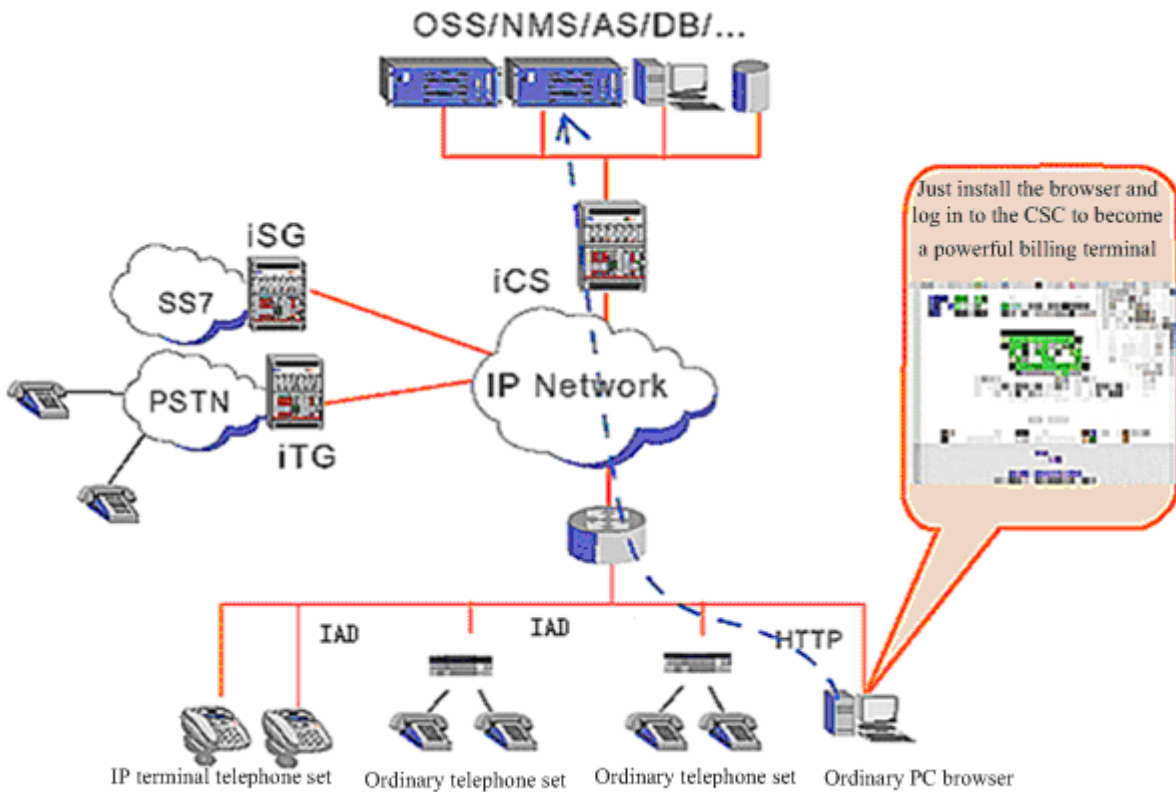 OSS/NMS/AS/DB/...
Just install the browser and
log in to the CSC to become
a powerful billing terminal
iSG
SS7
iCS
IP Network
PSTN
iTG
IAD
IAD
HTTP
IP terminal telephone set
Ordinary telephone set
Ordinary telephone set
Ordinary PC browser